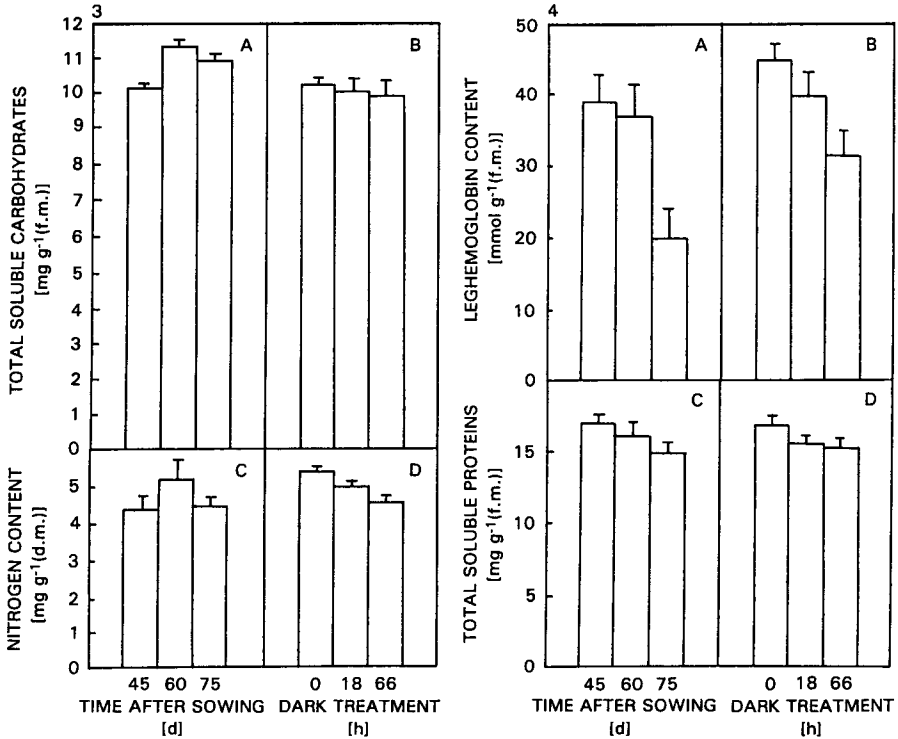 3
TOTAL SOLUBLE CARBOHYDRATES
[mg g⁻¹(f.m.)]
12
11
10
9
8
7
6
5
4
3
2
1
0
A
B
NITROGEN CONTENT
[mg g⁻¹(d.m.)]
5
4
3
2
1
0
C
D
45 60 75
TIME AFTER SOWING
[d]
0 18 66
DARK TREATMENT
[h]
4
LEGHEMOGLOBIN CONTENT
[mmol g⁻¹(f.m.)]
50
40
30
20
10
0
A
B
TOTAL SOLUBLE PROTEINS
[mg g⁻¹(f.m.)]
15
10
5
0
C
D
45 60 75
TIME AFTER SOWING
[d]
0 18 66
DARK TREATMENT
[h]